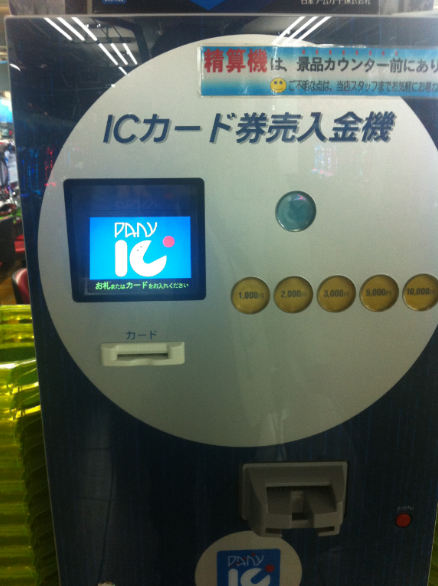 精算機は、景品カウンター前にあり
ICカード券売入金機
PANY
IC
お札またはカードをお入れください
1,000円 2,000円 3,000円 5,000円 10,000円
カード
PANY
IC